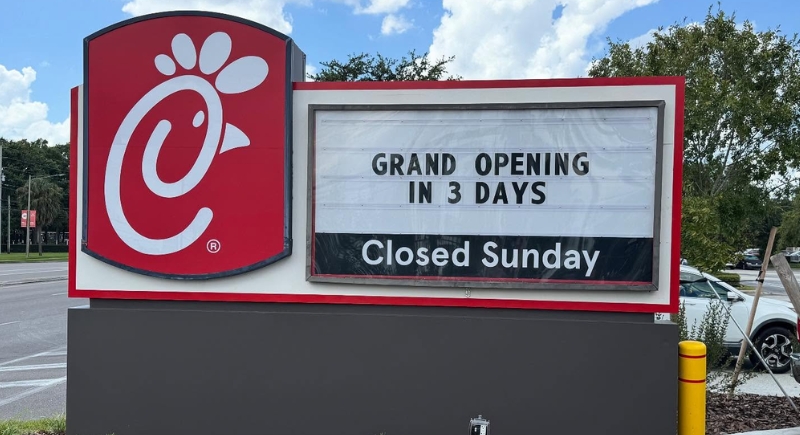 GRAND OPENING
IN 3 DAYS
Closed Sunday
®